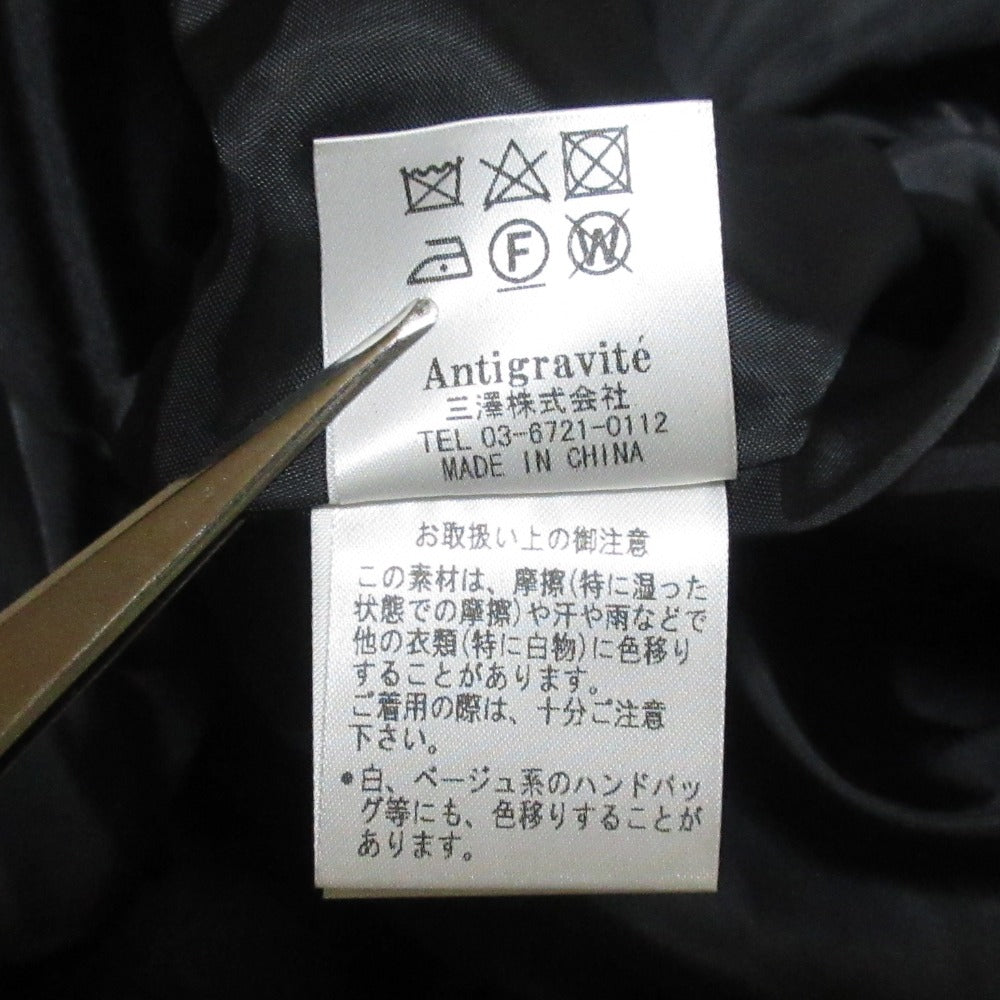 F W
Antigravité
三澤株式会社
TEL 03-6721-0112
MADE IN CHINA
お取扱い上の御注意
この素材は、摩擦(特に湿った
状態での摩擦)や汗や雨などで
他の衣類(特に白物)に色移り
することがあります。
ご着用の際は、十分ご注意
下さい。
•白、ベージュ系のハンドバッ
グ等にも、色移りすることが
あります。